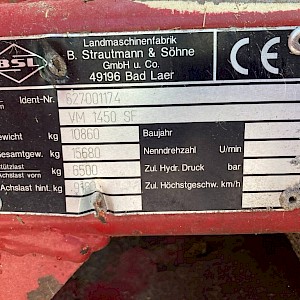 Landmaschinenfabrik
BSL B. Strautmann & Söhne CE
GmbH u. Co.
49196 Bad Laer
Ident-Nr. 627001174
VM 1450 SF
ewicht kg 10860 Baujahr
Gesamtgew. kg 15680 Nenndrehzahl U/min
Stützlast
Achslast vorn kg 6500 Zul. Hydr. Druck bar
Achslast hint. kg Zul. Höchstgeschw. km/h